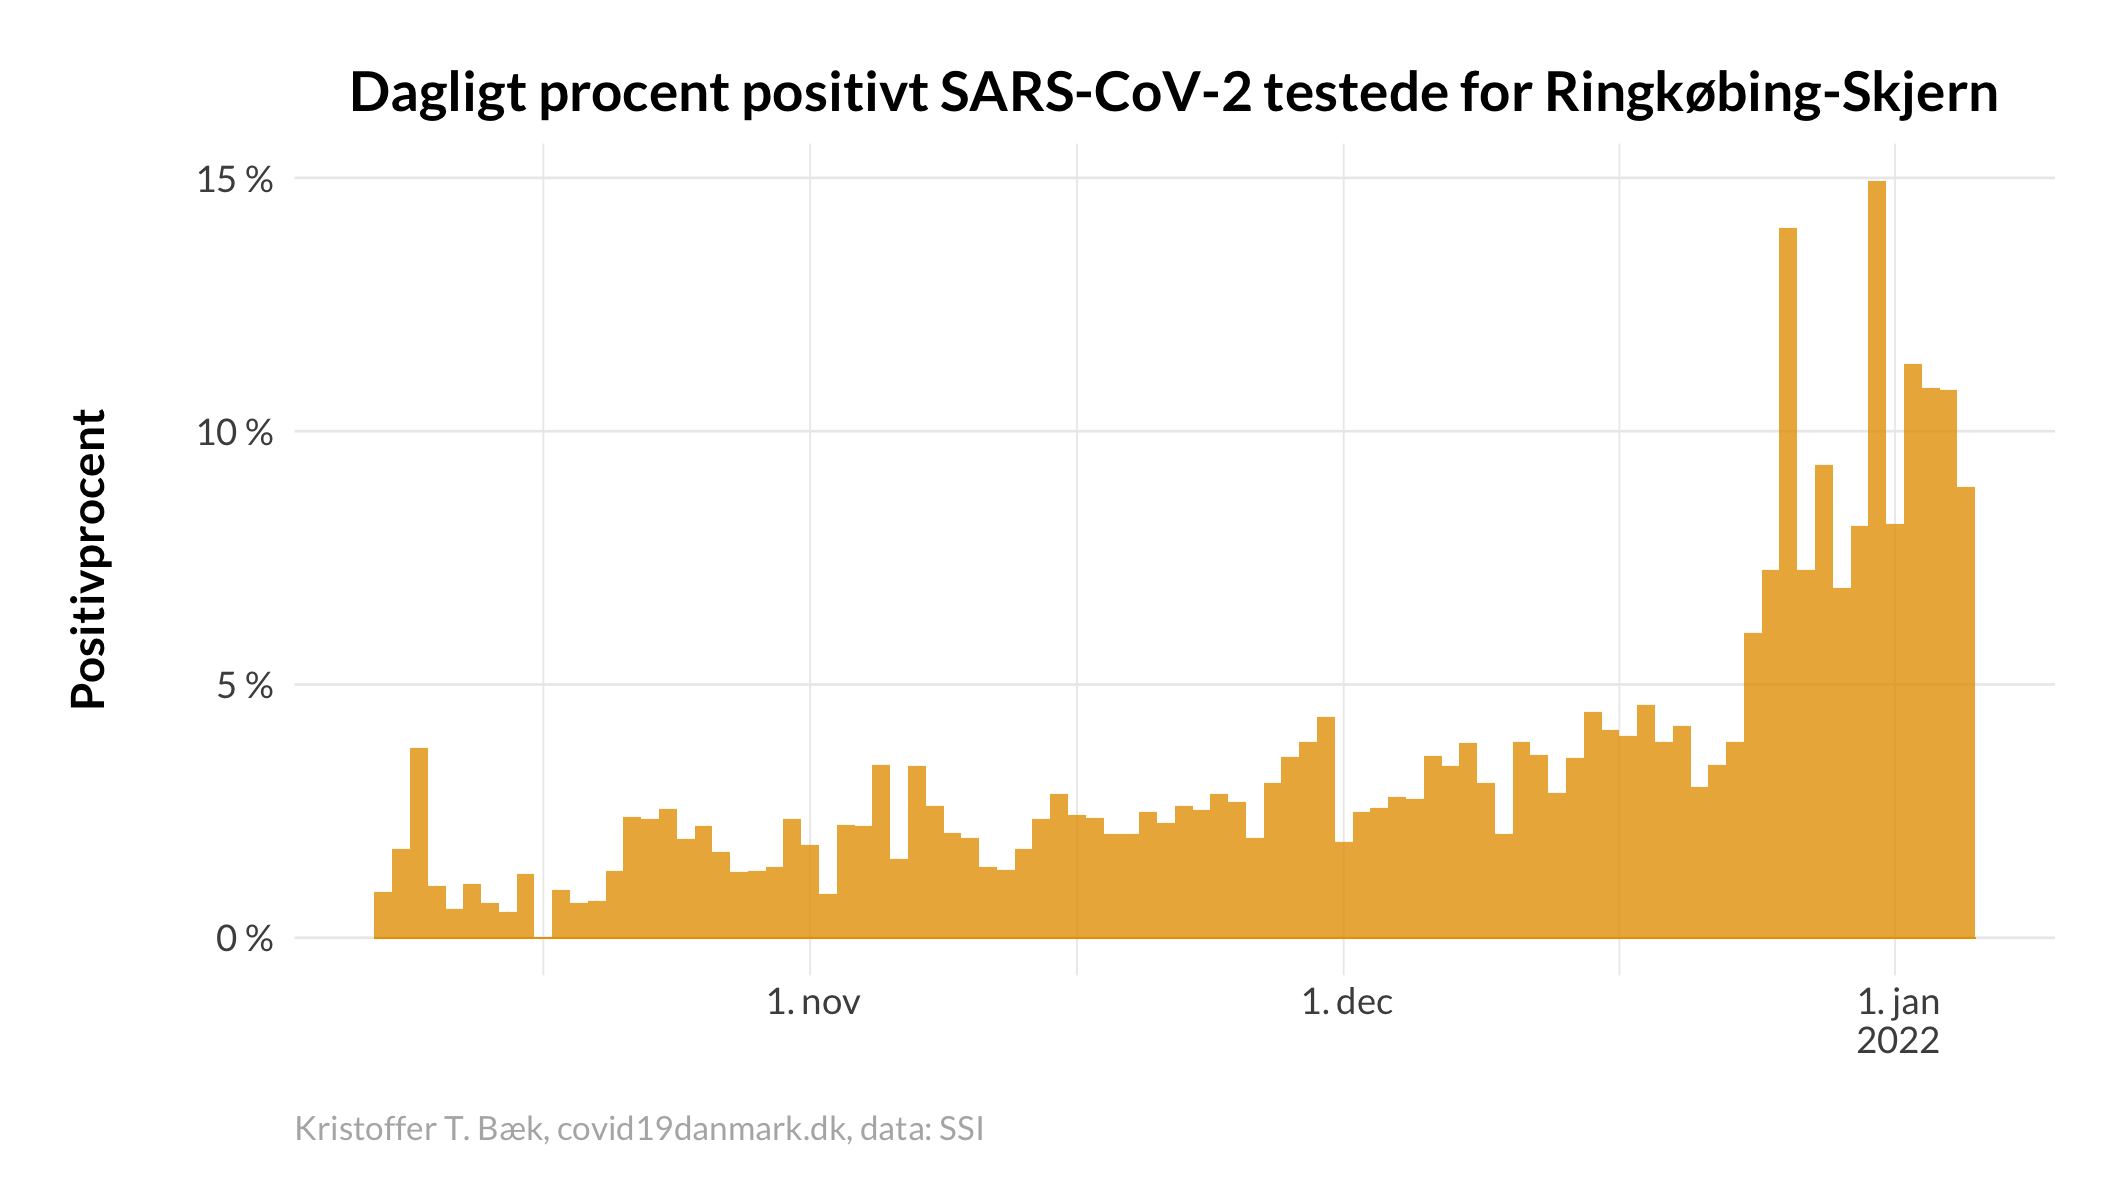 Dagligt procent positivt SARS-CoV-2 testede for Ringkøbing-Skjern
15 %
10 %
5 %
0 %
Positivprocent
1. nov
1. dec
1. jan
2022
Kristoffer T. Bæk, covid19danmark.dk, data: SSI